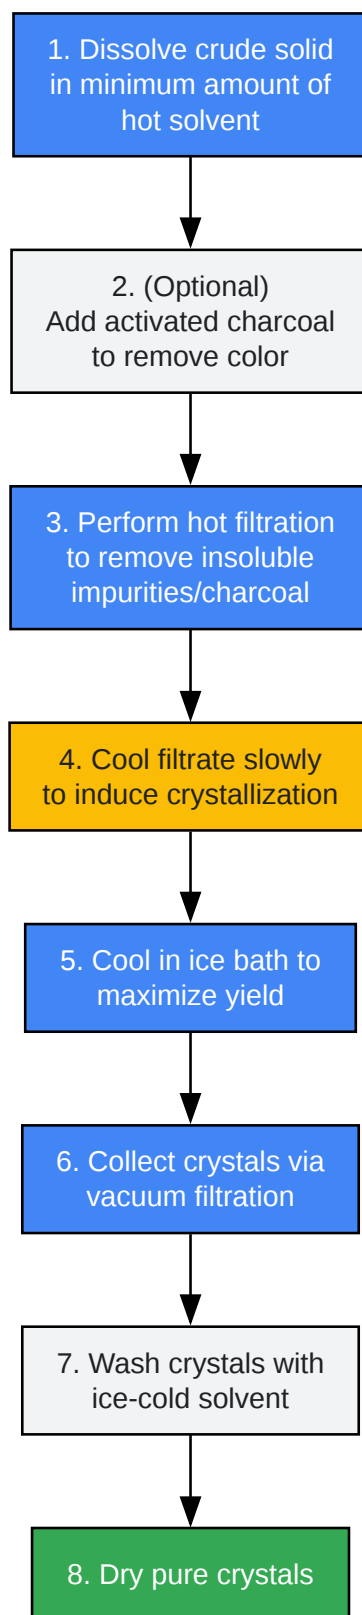 1. Dissolve crude solid
in minimum amount of
hot solvent
2. (Optional)
Add activated charcoal
to remove color
3. Perform hot filtration
to remove insoluble
impurities/charcoal
4. Cool filtrate slowly
to induce crystallization
5. Cool in ice bath to
maximize yield
6. Collect crystals via
vacuum filtration
7. Wash crystals with
ice-cold solvent
8. Dry pure crystals